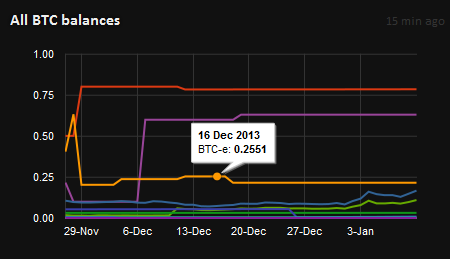 All BTC balances
15 min ago
1.00
0.75
16 Dec 2013
BTC-e: 0.2551
0.50
0.25
0.00
29-Nov 6-Dec 13-Dec 20-Dec 27-Dec 3-Jan